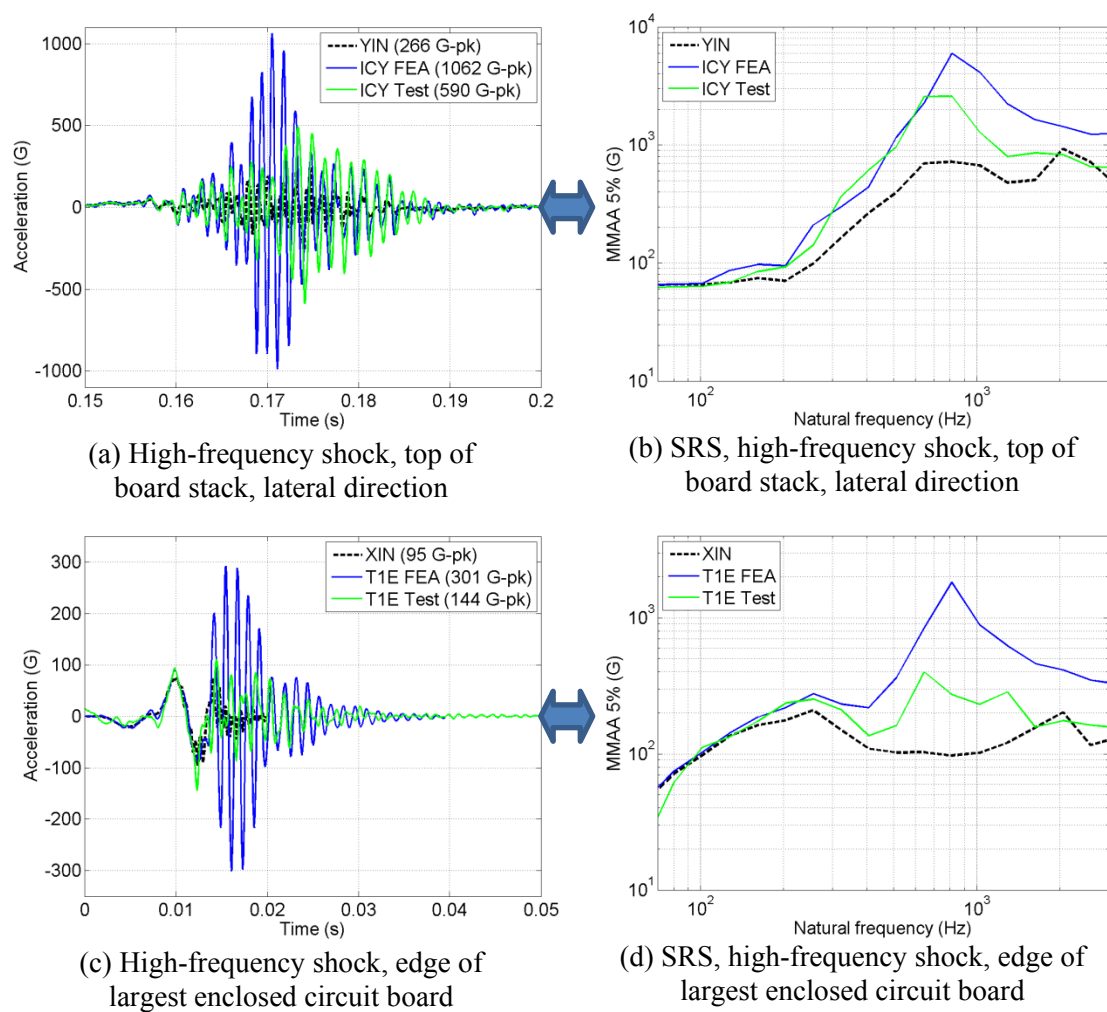 1000
500
0
-500
-1000
Acceleration (G)
YIN (266 G-pk)
ICY FEA (1062 G-pk)
ICY Test (590 G-pk)
0.15
0.16
0.17
0.18
0.19
0.2
Time (s)
(a) High-frequency shock, top of
board stack, lateral direction
10^4
10^3
10^2
10^1
MMAA 5% (G)
YIN
ICY FEA
ICY Test
10^2
10^3
Natural frequency (Hz)
(b) SRS, high-frequency shock, top of
board stack, lateral direction
300
200
100
0
-100
-200
-300
Acceleration (G)
XIN (95 G-pk)
T1E FEA (301 G-pk)
T1E Test (144 G-pk)
0
0.01
0.02
0.03
0.04
0.05
Time (s)
(c) High-frequency shock, edge of
largest enclosed circuit board
10^3
10^2
10^1
MMAA 5% (G)
XIN
T1E FEA
T1E Test
10^2
10^3
Natural frequency (Hz)
(d) SRS, high-frequency shock, edge of
largest enclosed circuit board